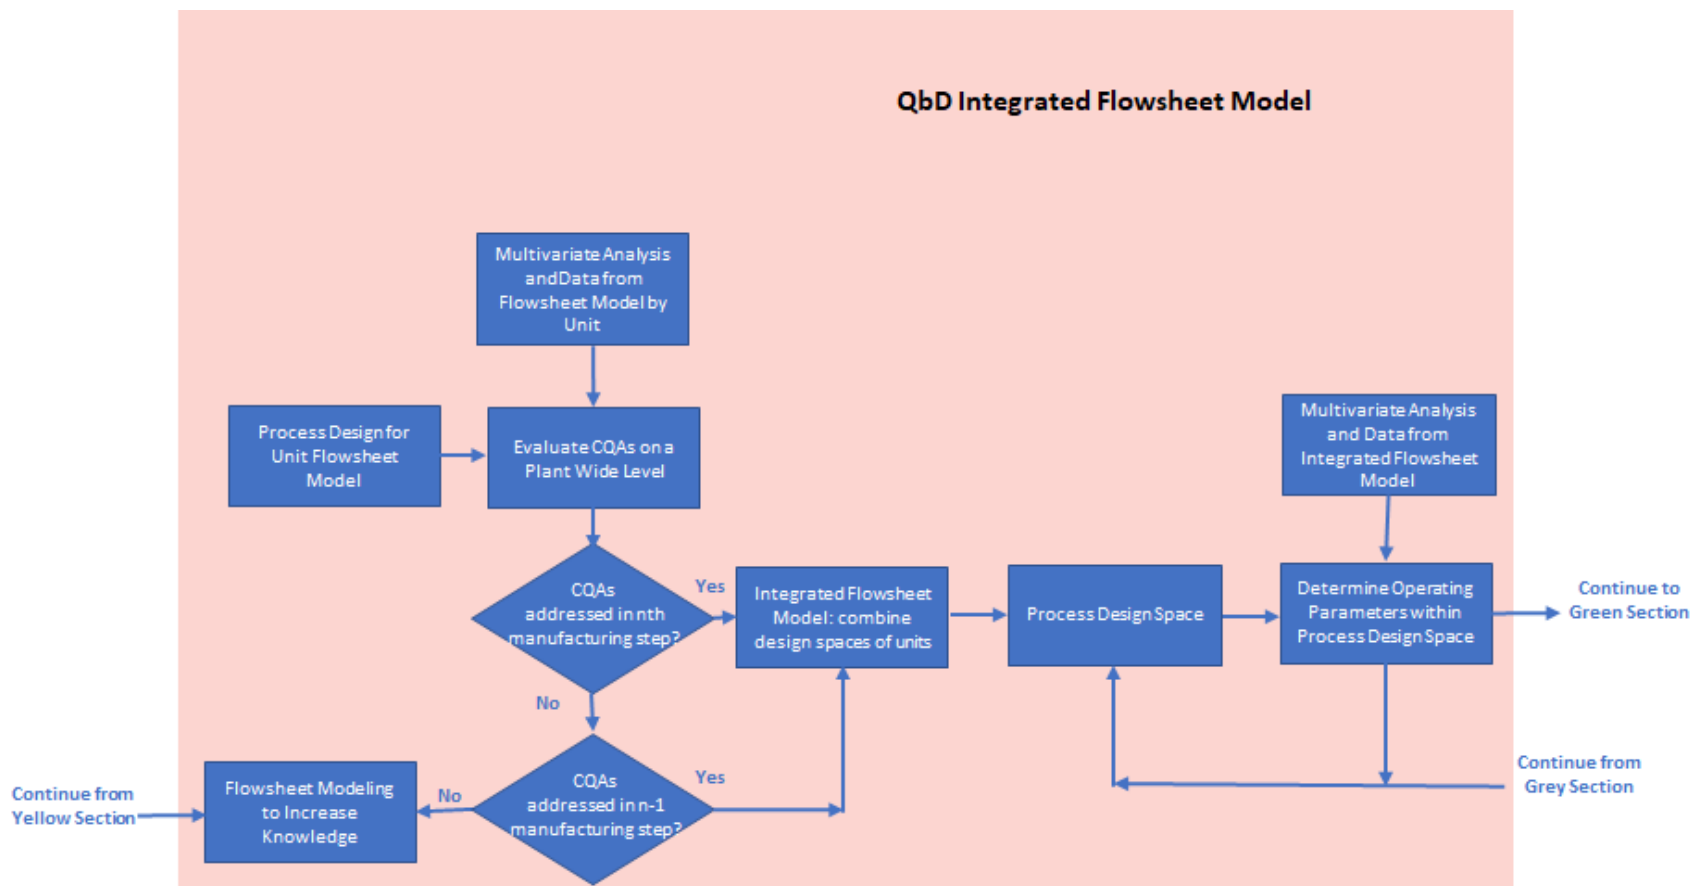 QbD Integrated Flowsheet Model
Multivariate Analysis
and Data from
Flowsheet Model by
Unit
Process Design for
Unit Flowsheet
Model
Evaluate CQAs on a
Plant Wide Level
Multivariate Analysis
and Data from
Integrated Flowsheet
Model
CQAs
addressed in nth
manufacturing step?
Yes
No
Integrated Flowsheet
Model: combine
design spaces of units
Process Design Space
Determine Operating
Parameters within
Process Design Space
Continue to
Green Section
Continue from
Yellow Section
Flowsheet Modeling
to Increase
Knowledge
No
CQAs
addressed in n-1
manufacturing step?
Yes
Continue from
Grey Section